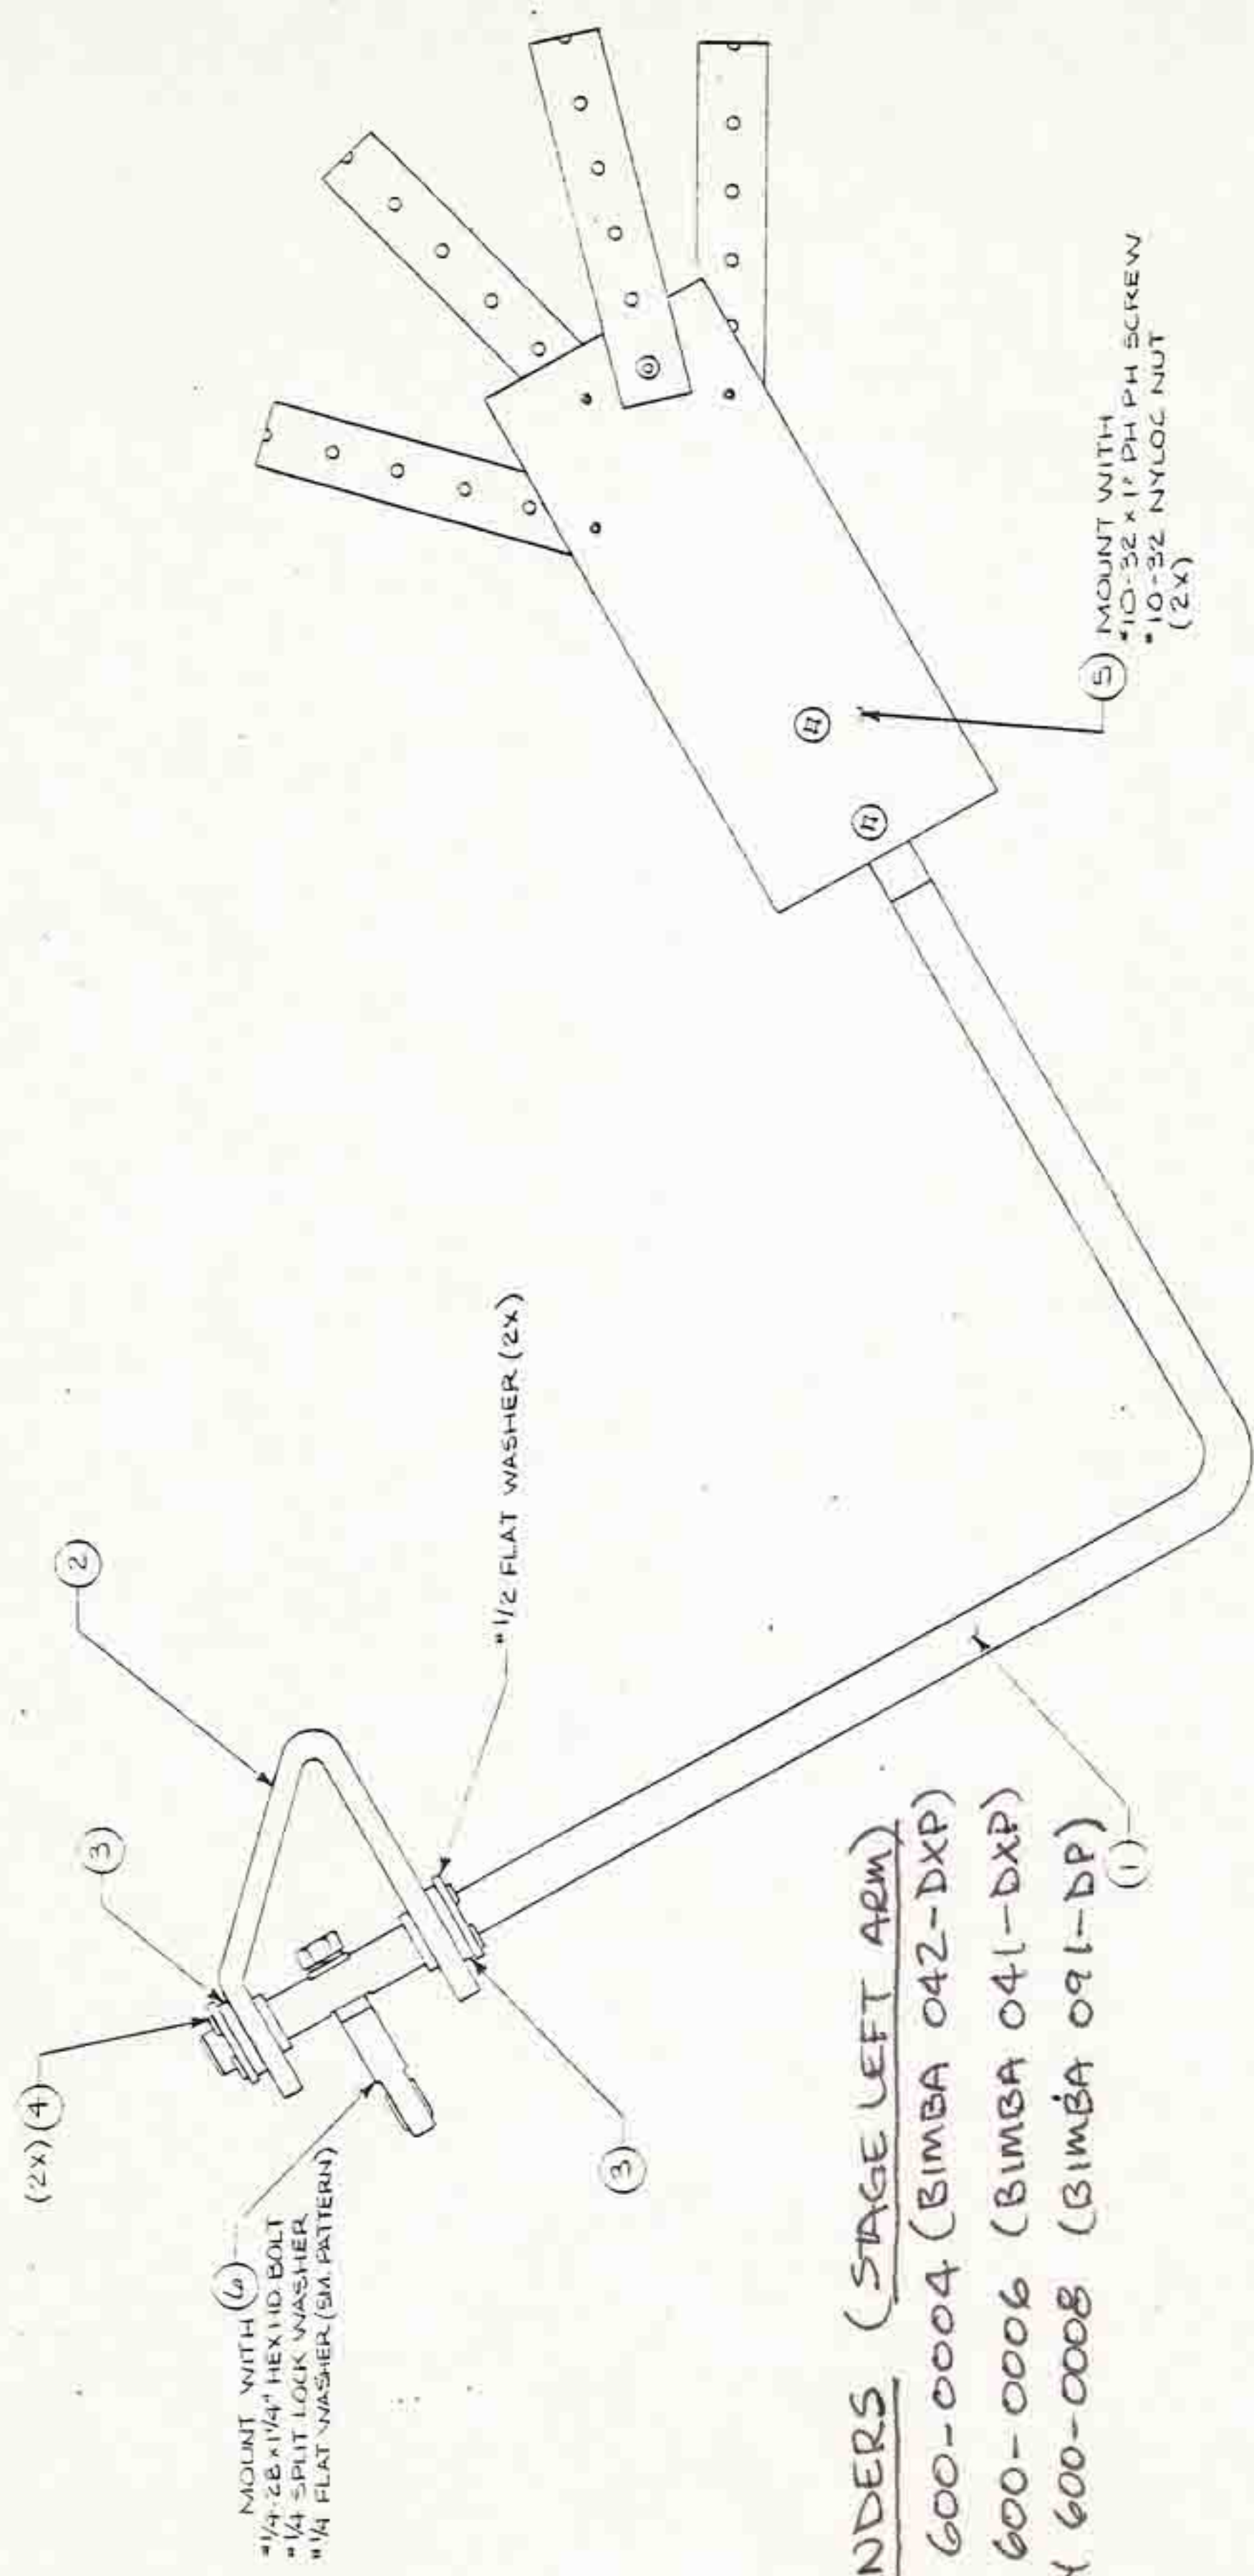 (2X) 4
3
2
MOUNT WITH 6
"1/4-28 x 1 1/4" HEX HD. BOLT
"1/4 SPLIT LOCK WASHER
"1/4 FLAT WASHER (SM. PATTERN)
"1/2 FLAT WASHER (2X)
3
1
5 MOUNT WITH
"10-32 x 1" PH PH SCREW
"10-32 NYLOC NUT
(2X)
NDERS (STAGE LEFT ARM)
600-0004 (BIMBA 042-DXP)
600-0006 (BIMBA 041-DXP)
600-0008 (BIMBA 091-DP)